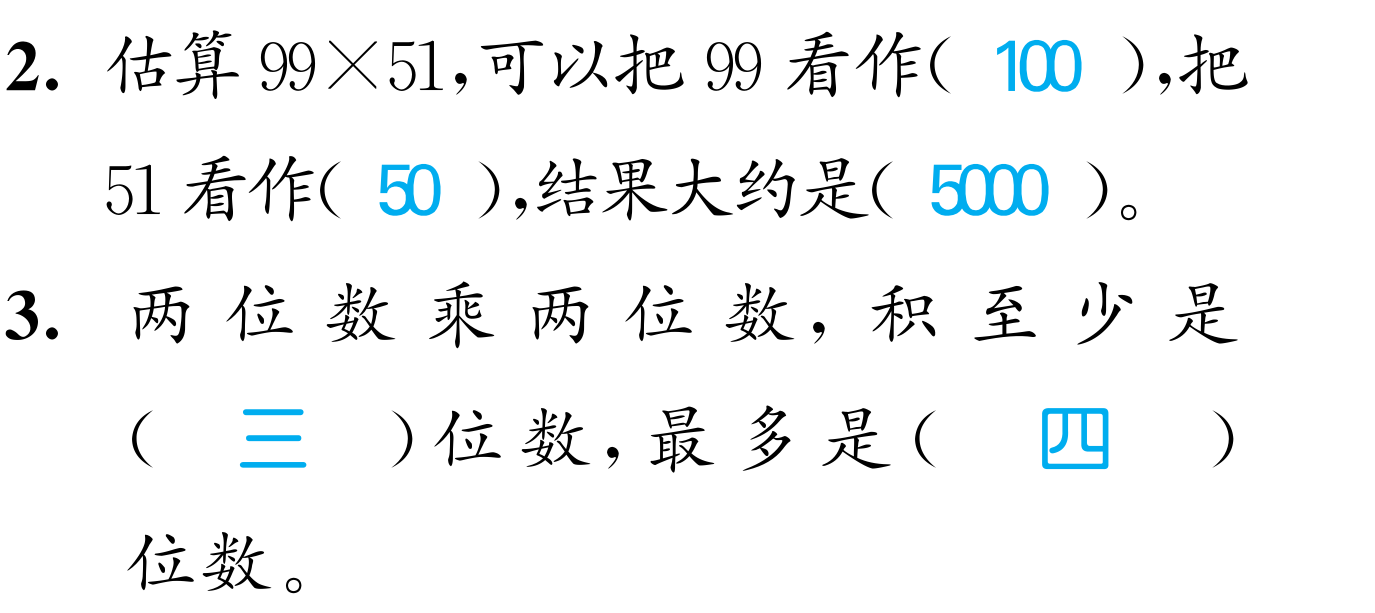 2. 估算 99×51,可以把 99 看作( 100 ),把
51 看作( 50 ),结果大约是( 5000 )。
3. 两位数乘两位数,积至少是
( 三 )位数,最多是( 四 )
位数。